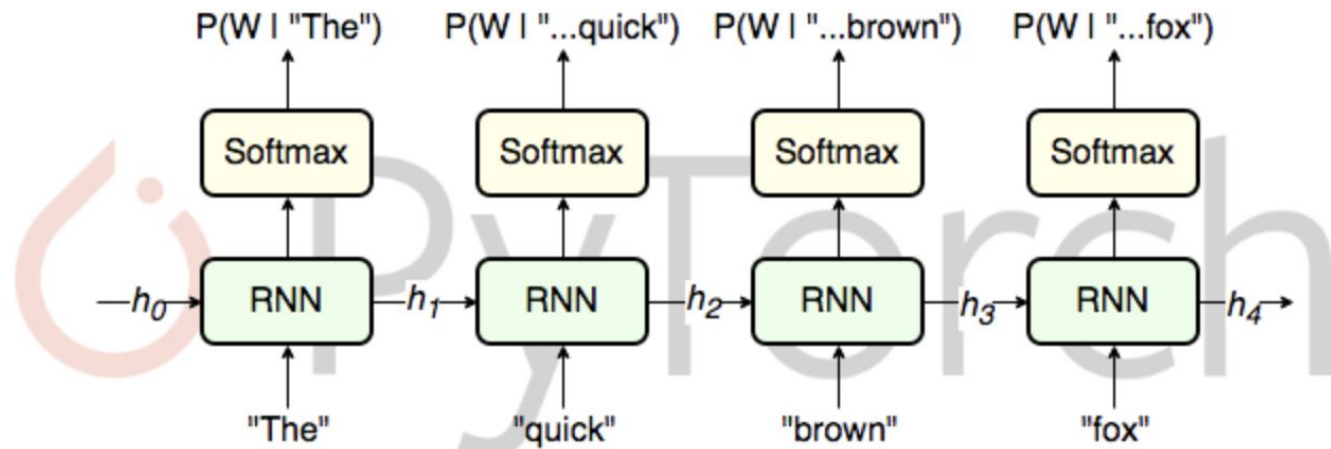 P(W | "The") P(W | "...quick") P(W | "...brown") P(W | "...fox")
Softmax Softmax Softmax Softmax
PyTorch
h₀ RNN h₁ RNN h₂ RNN h₃ RNN h₄
"The" "quick" "brown" "fox"